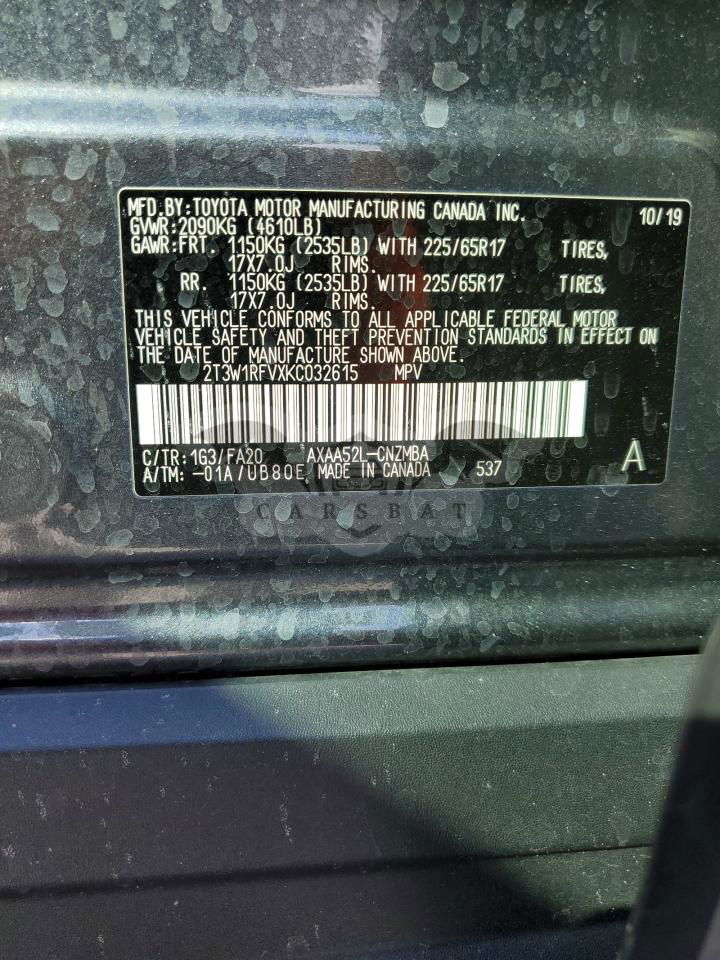 MFD.BY:TOYOTA MOTOR MANUFACTURING CANADA INC. 10/19
GVWR:2090KG (4610LB)
GAWR:FRT. 1150KG (2535LB) WITH 225/65R17 TIRES,
17X7.0J RIMS.
RR. 1150KG (2535LB) WITH 225/65R17 TIRES,
17X7.0J RIMS.
THIS VEHICLE CONFORMS TO ALL APPLICABLE FEDERAL MOTOR
VEHICLE SAFETY AND THEFT PREVENTION STANDARDS IN EFFECT ON
THE DATE OF MANUFACTURE SHOWN ABOVE.
2T3W1RFVXKC032615 MPV
C/TR:1G3/FA20 AXAA52L-CNZMBA A
A/TM:-01A/UB80E MADE IN CANADA 537
CARSBAT